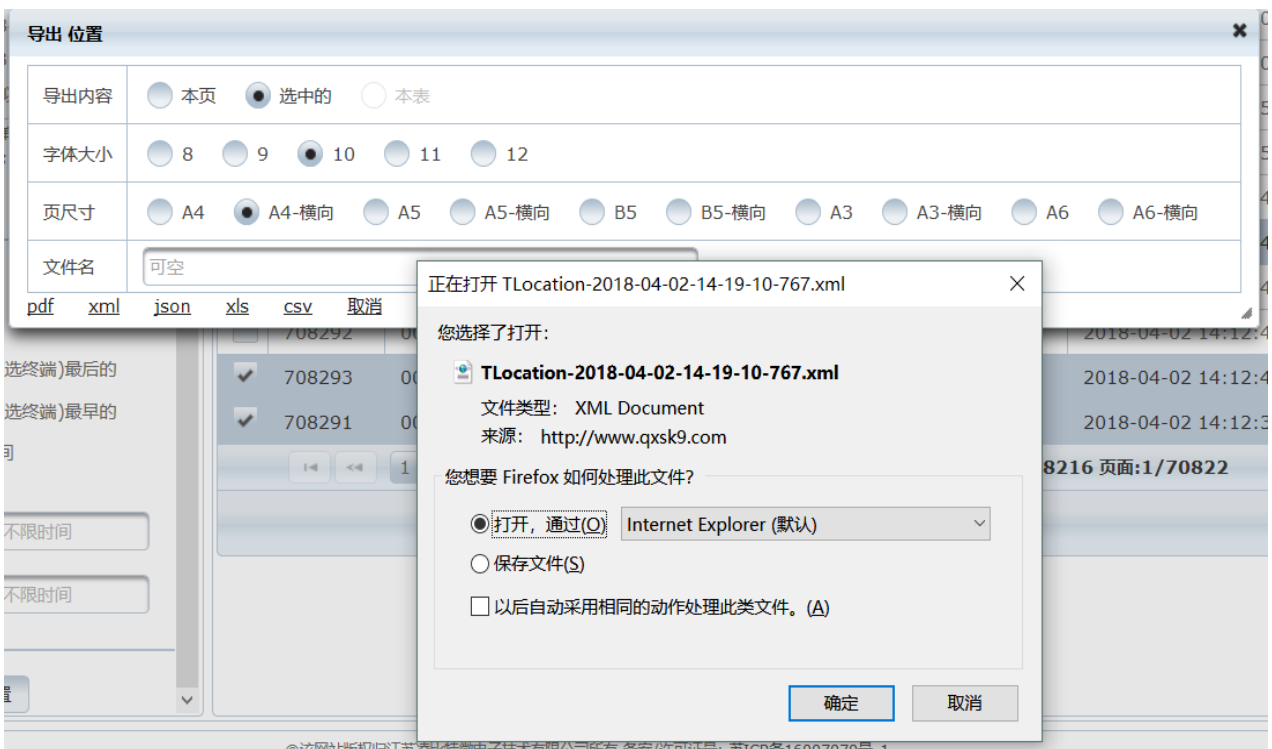 导出 位置
导出内容 本页 选中的 本表
字体大小 8 9 10 11 12
页尺寸 A4 A4-横向 A5 A5-横向 B5 B5-横向 A3 A3-横向 A6 A6-横向
文件名 可空
pdf xml json xls csv 取消
正在打开 TLocation-2018-04-02-14-19-10-767.xml
您选择了打开:
TLocation-2018-04-02-14-19-10-767.xml
文件类型: XML Document
来源: http://www.qxsk9.com
您想要 Firefox 如何处理此文件?
打开，通过(O) Internet Explorer (默认)
保存文件(S)
以后自动采用相同的动作处理此类文件。(A)
确定 取消
708292 2018-04-02 14:12:4
选终端)最后的 708293 2018-04-02 14:12:4
选终端)最早的 708291 2018-04-02 14:12:3
1 8216 页面:1/70822
不限时间
不限时间